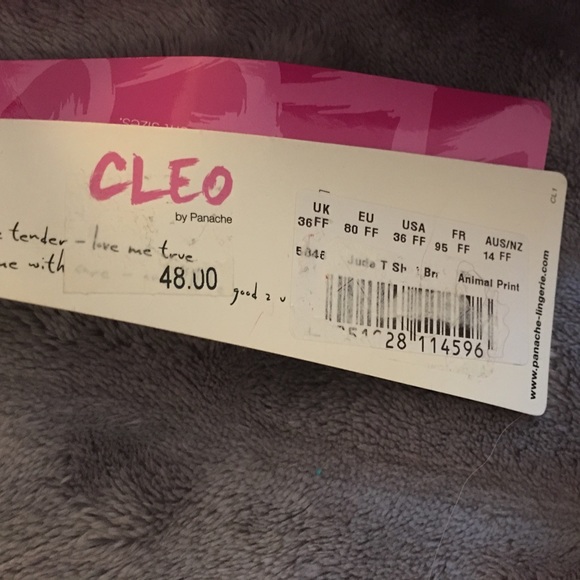 CLEO
by Panache
tender - love me true
me with
48.00
good 2 u
UK EU USA FR AUS/NZ
36FF 80 FF 36 FF 95 FF 14 FF
Jude T Animal Print
28 114596
www.panache-lingerie.com